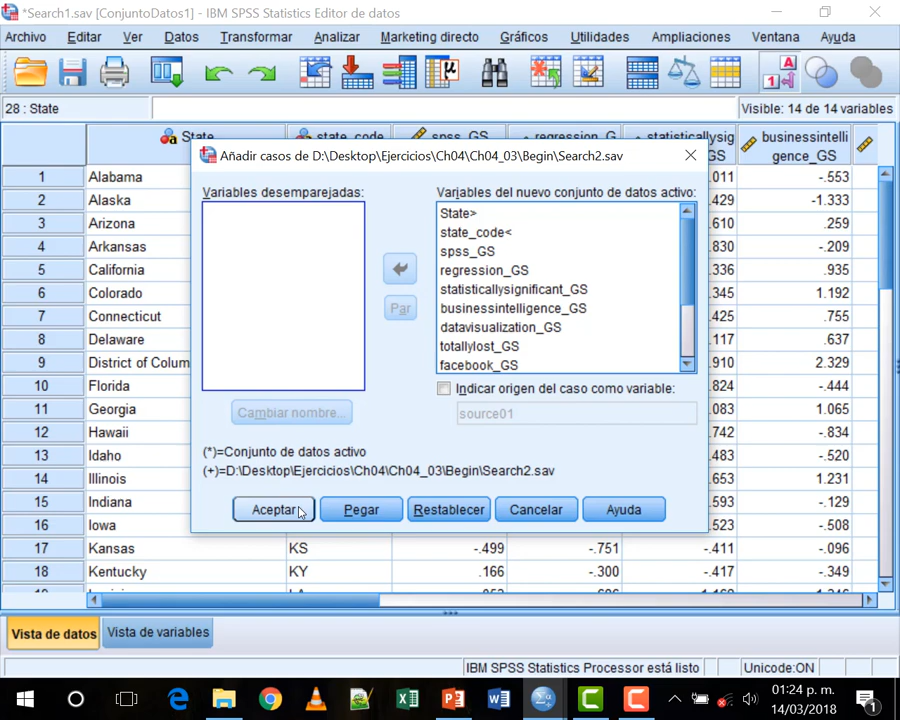 *Search1.sav [ConjuntoDatos1] - IBM SPSS Statistics Editor de datos
Archivo Editar Ver Datos Transformar Analizar Marketing directo Gráficos Utilidades Ampliaciones Ventana Ayuda
28 : State Visible: 14 de 14 variables
State state_code spss_GS regression_G statisticallysig GS businessintelli gence_GS
Añadir casos de D:\Desktop\Ejercicios\Ch04\Ch04_03\Begin\Search2.sav
Variables desemparejadas:
Variables del nuevo conjunto de datos activo:
State>
state_code<
spss_GS
regression_GS
statisticallysignificant_GS
businessintelligence_GS
datavisualization_GS
totallylost_GS
facebook_GS
Par
Indicar origen del caso como variable:
source01
Cambiar nombre...
(*)=Conjunto de datos activo
(+)=D:\Desktop\Ejercicios\Ch04\Ch04_03\Begin\Search2.sav
Aceptar Pegar Restablecer Cancelar Ayuda
1 Alabama .011 -.553
2 Alaska .429 -1.333
3 Arizona .610 .259
4 Arkansas .346 -.209
5 California .336 .935
6 Colorado .345 1.192
7 Connecticut .425 .755
8 Delaware .117 .637
9 District of Colum .910 2.329
10 Florida .824 -.444
11 Georgia .083 1.065
12 Hawaii .742 -.834
13 Idaho .483 -.520
14 Illinois .653 1.231
15 Indiana .593 -.129
16 Iowa .523 -.508
17 Kansas KS -.499 -.751 -.411 -.096
18 Kentucky KY .166 -.300 -.417 -.349
Vista de datos Vista de variables
IBM SPSS Statistics Processor está listo Unicode:ON
01:24 p. m.
14/03/2018
1